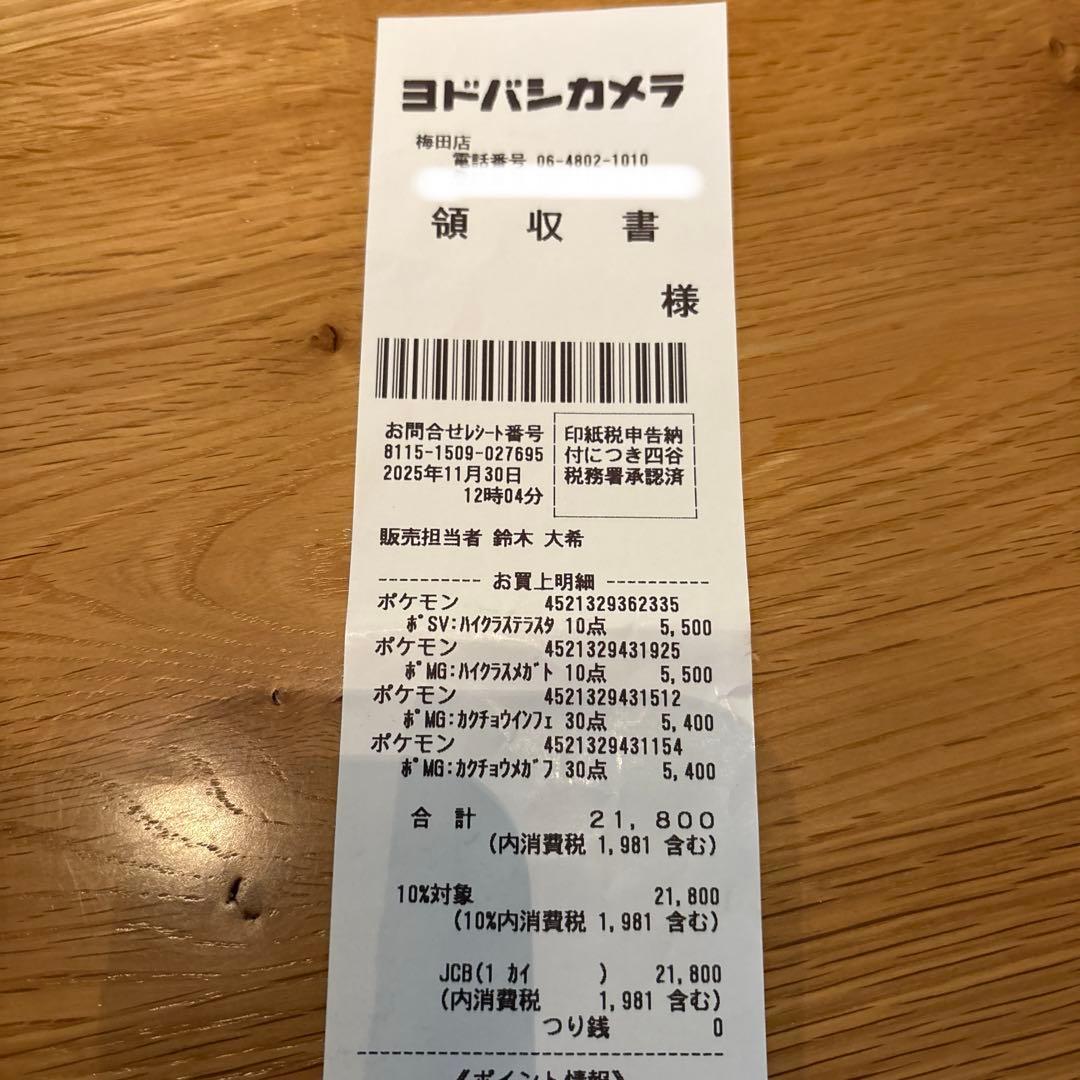 ヨドバシカメラ
梅田店
電話番号 06-4802-1010
領 収 書
様
お問合せﾚｼｰﾄ番号
8115-1509-027695
2025年11月30日
12時04分
印紙税申告納
付につき四谷
税務署承認済
販売担当者 鈴木 大希
---------- お買上明細 ----------
ポケモン 4521329362335
ﾎﾟSV:ﾊｲｸﾗｽﾃﾗｽﾀ 10点 5,500
ポケモン 4521329431925
ﾎﾟMG:ﾊｲｸﾗｽﾒｶﾞﾄ 10点 5,500
ポケモン 4521329431512
ﾎﾟMG:ｶｸﾁｮｳｲﾝﾌｪ 30点 5,400
ポケモン 4521329431154
ﾎﾟMG:ｶｸﾁｮｳﾒｶﾞﾌ 30点 5,400
合 計 21,800
(内消費税 1,981 含む)
10%対象 21,800
(10%内消費税 1,981 含む)
JCB(1 ｶｲ ) 21,800
(内消費税 1,981 含む)
つり銭 0
《ポイント情報》